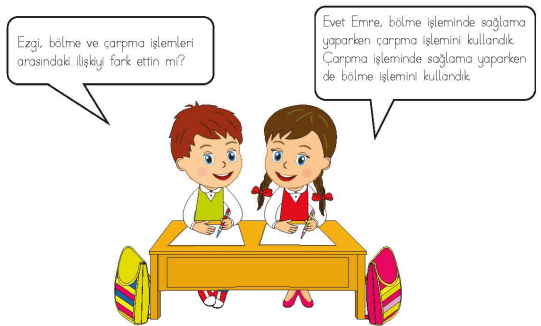 Ezgi, bölme ve çarpma işlemleri
arasındaki ilişkiyi fark ettin mi?
Evet Emre, bölme işleminde sağlama
yaparken çarpma işlemini kullandık.
Çarpma işleminde sağlama yaparken
de bölme işlemini kullandık.